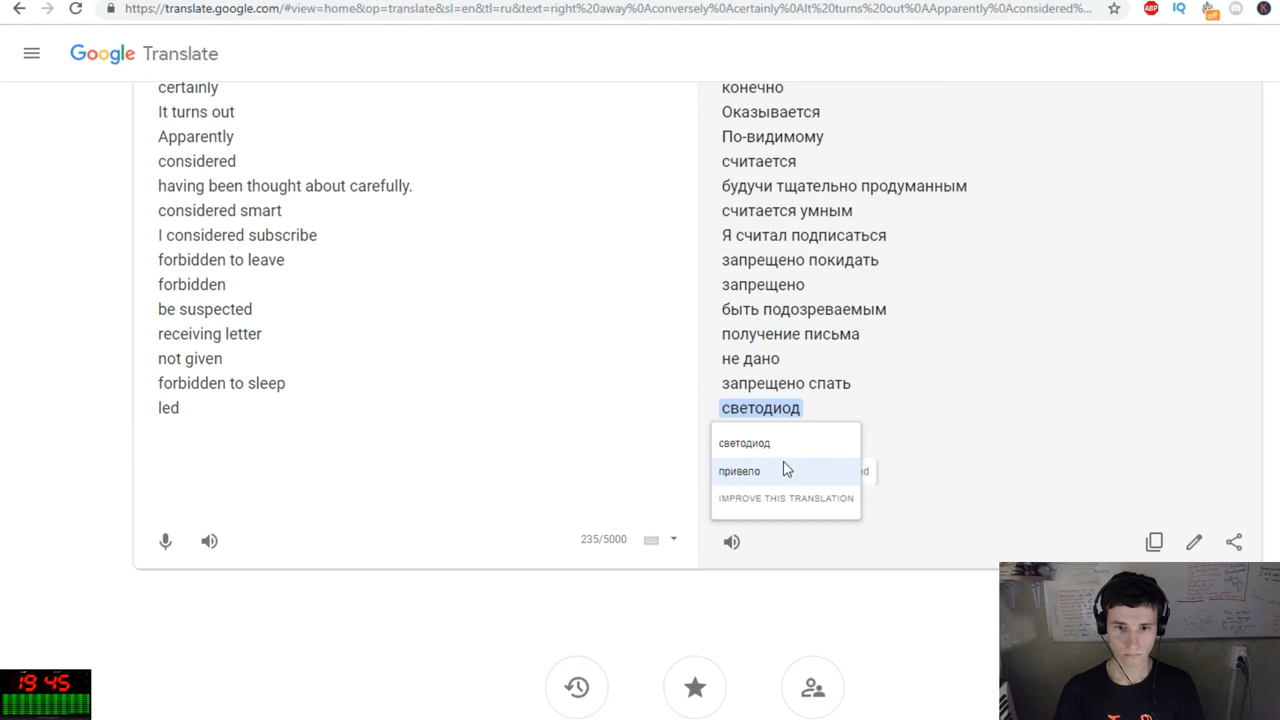 https://translate.google.com/#view=home&op=translate&sl=en&tl=ru&text=right%20away%0Aconversely%0Acertainly%0AIt%20turns%20out%0AApparently%0Aconsidered%...
ABP
IQ
off
K
Google Translate
certainly
It turns out
Apparently
considered
having been thought about carefully.
considered smart
I considered subscribe
forbidden to leave
forbidden
be suspected
receiving letter
not given
forbidden to sleep
led
235/5000
конечно
Оказывается
По-видимому
считается
будучи тщательно продуманным
считается умным
Я считал подписаться
запрещено покидать
запрещено
быть подозреваемым
получение письма
не дано
запрещено спать
светодиод
светодиод
привело
IMPROVE THIS TRANSLATION
19 45